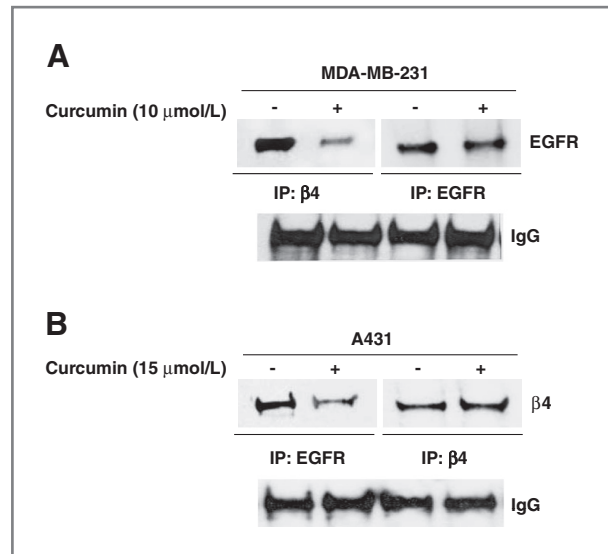 A
MDA-MB-231
Curcumin (10 μmol/L) - + - +
EGFR
IP: β4 IP: EGFR
IgG
B
A431
Curcumin (15 μmol/L) - + - +
β4
IP: EGFR IP: β4
IgG